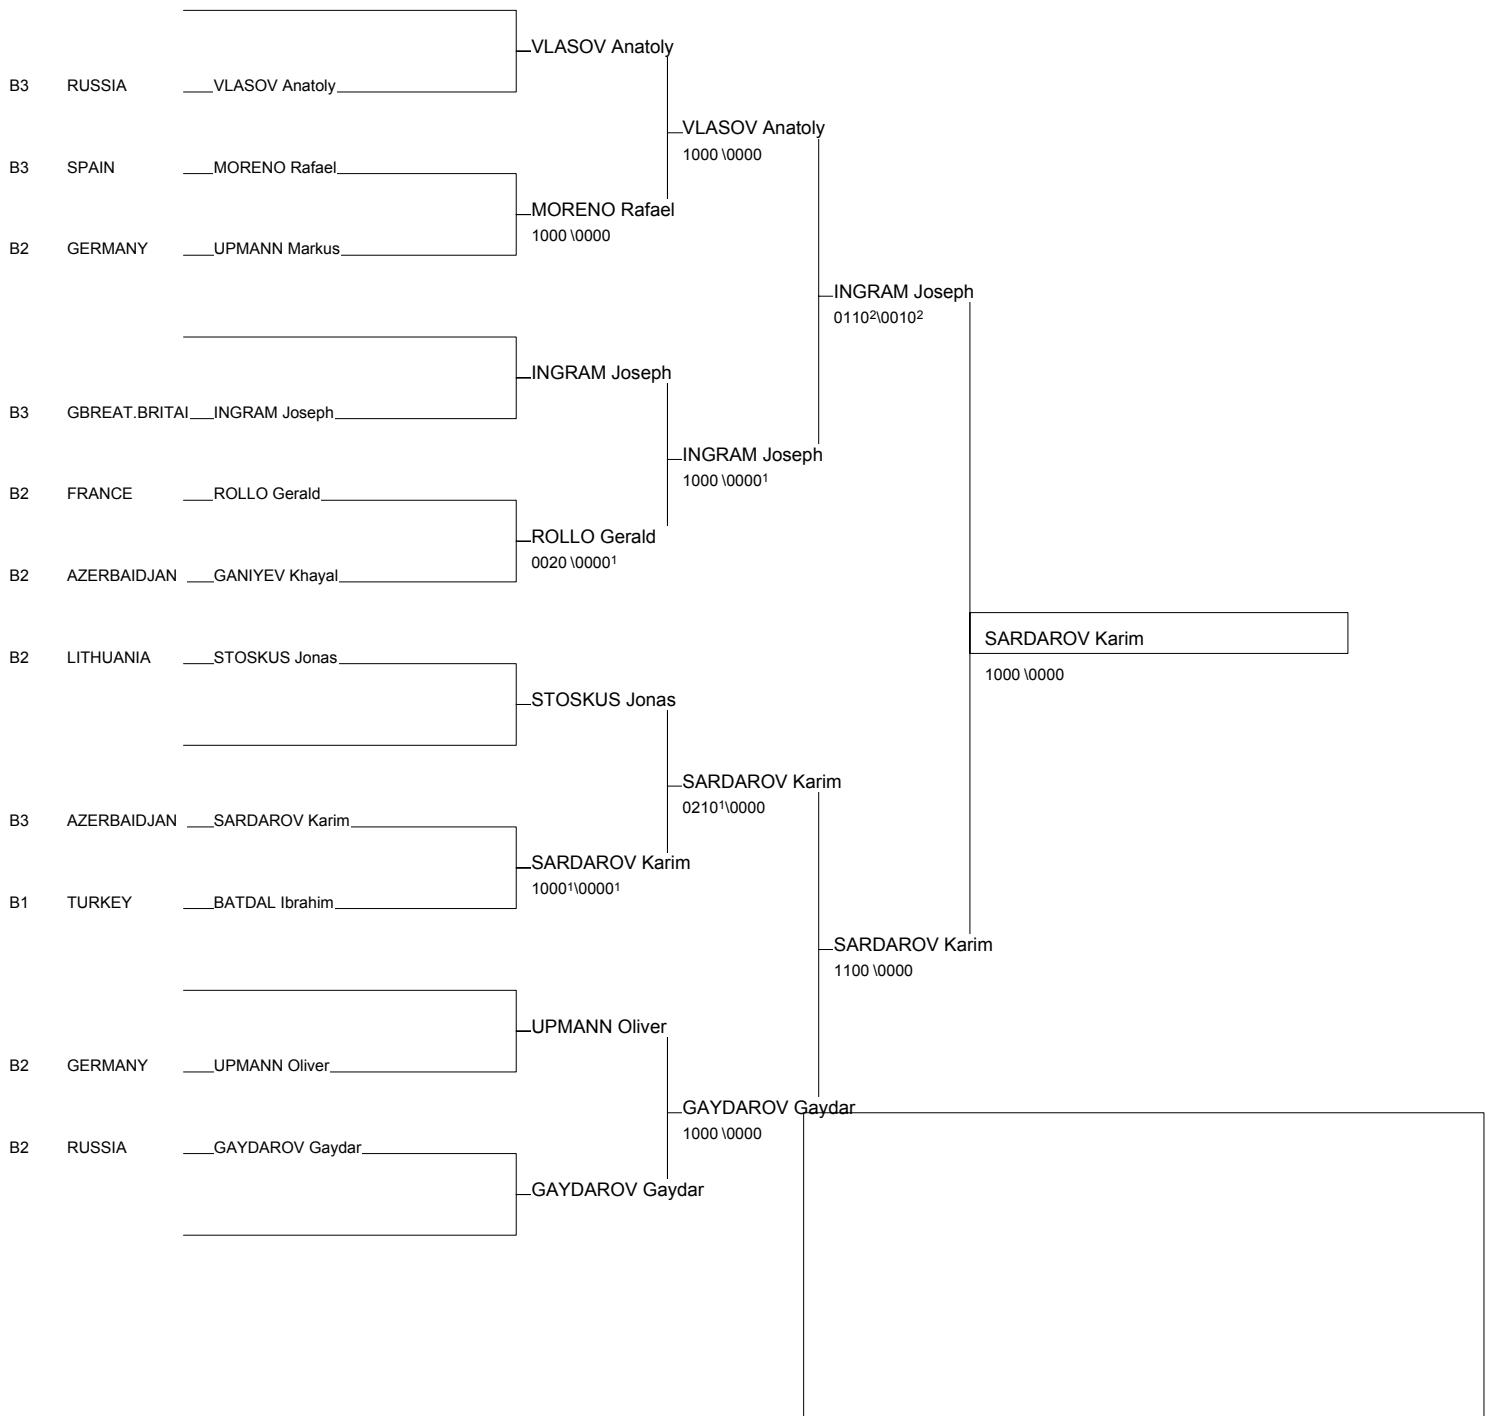 VLASOV Anatoly
B3 RUSSIA VLASOV Anatoly
VLASOV Anatoly
1000 \0000
B3 SPAIN MORENO Rafael
MORENO Rafael
1000 \0000
B2 GERMANY UPMANN Markus
INGRAM Joseph
0110²\0010²
INGRAM Joseph
B3 GBREAT.BRITAI INGRAM Joseph
INGRAM Joseph
1000 \0000¹
B2 FRANCE ROLLO Gerald
ROLLO Gerald
0020 \0000¹
B2 AZERBAIDJAN GANIYEV Khayal
SARDAROV Karim
1000 \0000
B2 LITHUANIA STOSKUS Jonas
STOSKUS Jonas
SARDAROV Karim
0210¹\0000
B3 AZERBAIDJAN SARDAROV Karim
SARDAROV Karim
1000¹\0000¹
B1 TURKEY BATDAL Ibrahim
SARDAROV Karim
1100 \0000
UPMANN Oliver
B2 GERMANY UPMANN Oliver
GAYDAROV Gaydar
1000 \0000
B2 RUSSIA GAYDAROV Gaydar
GAYDAROV Gaydar